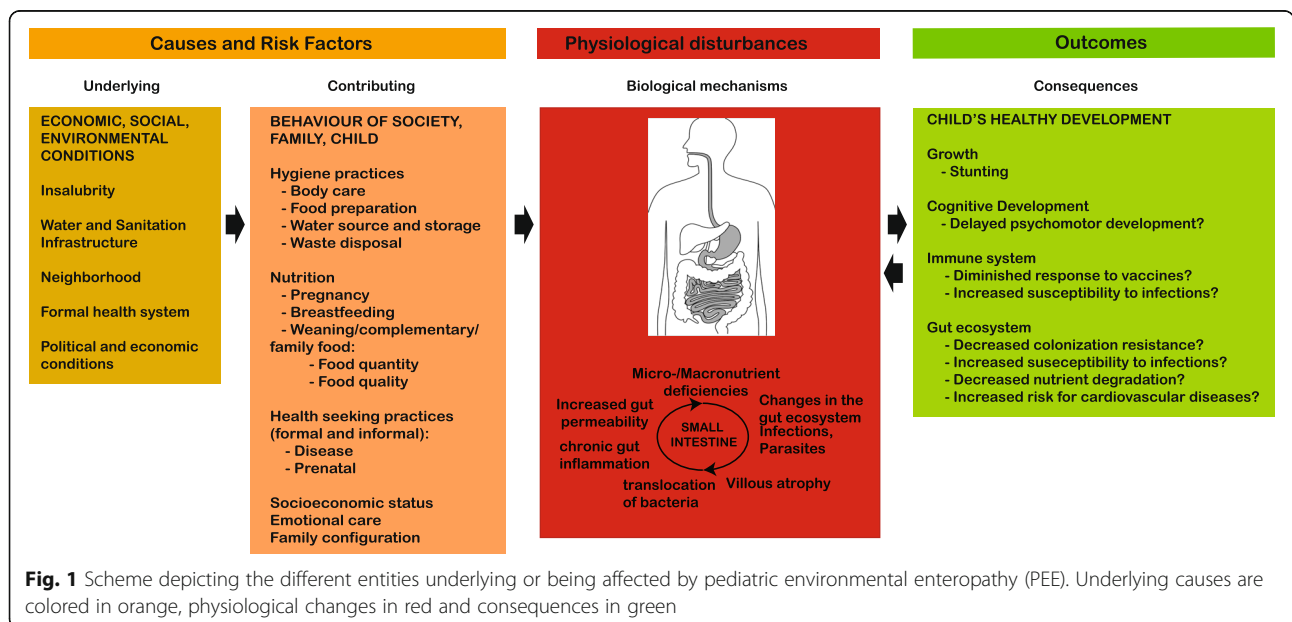 Causes and Risk Factors
Physiological disturbances
Outcomes
Underlying
Contributing
Biological mechanisms
Consequences
ECONOMIC, SOCIAL,
ENVIRONMENTAL
CONDITIONS
Insalubrity
Water and Sanitation
Infrastructure
Neighborhood
Formal health system
Political and economic
conditions
BEHAVIOUR OF SOCIETY,
FAMILY, CHILD
Hygiene practices
- Body care
- Food preparation
- Water source and storage
- Waste disposal
Nutrition
- Pregnancy
- Breastfeeding
- Weaning/complementary/
family food:
- Food quantity
- Food quality
Health seeking practices
(formal and informal):
- Disease
- Prenatal
Socioeconomic status
Emotional care
Family configuration
Micro-/Macronutrient
deficiencies
Changes in the
gut ecosystem
Infections,
Parasites
Villous atrophy
translocation
of bacteria
chronic gut
inflammation
Increased gut
permeability
SMALL
INTESTINE
CHILD'S HEALTHY DEVELOPMENT
Growth
- Stunting
Cognitive Development
- Delayed psychomotor development?
Immune system
- Diminished response to vaccines?
- Increased susceptibility to infections?
Gut ecosystem
- Decreased colonization resistance?
- Increased suseceptibility to infections?
- Decreased nutrient degradation?
- Increased risk for cardiovascular diseases?
Fig. 1 Scheme depicting the different entities underlying or being affected by pediatric environmental enteropathy (PEE). Underlying causes are
colored in orange, physiological changes in red and consequences in green